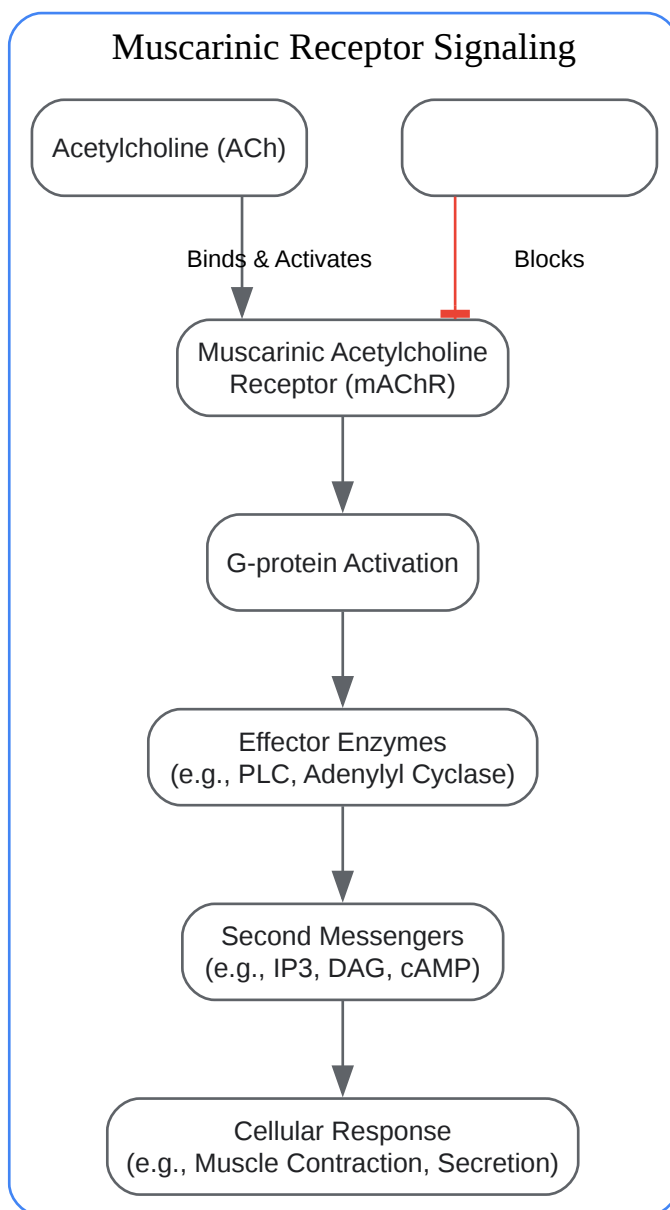 Muscarinic Receptor Signaling
Acetylcholine (ACh)
Binds & Activates
Blocks
Muscarinic Acetylcholine
Receptor (mAChR)
G-protein Activation
Effector Enzymes
(e.g., PLC, Adenylyl Cyclase)
Second Messengers
(e.g., IP3, DAG, cAMP)
Cellular Response
(e.g., Muscle Contraction, Secretion)